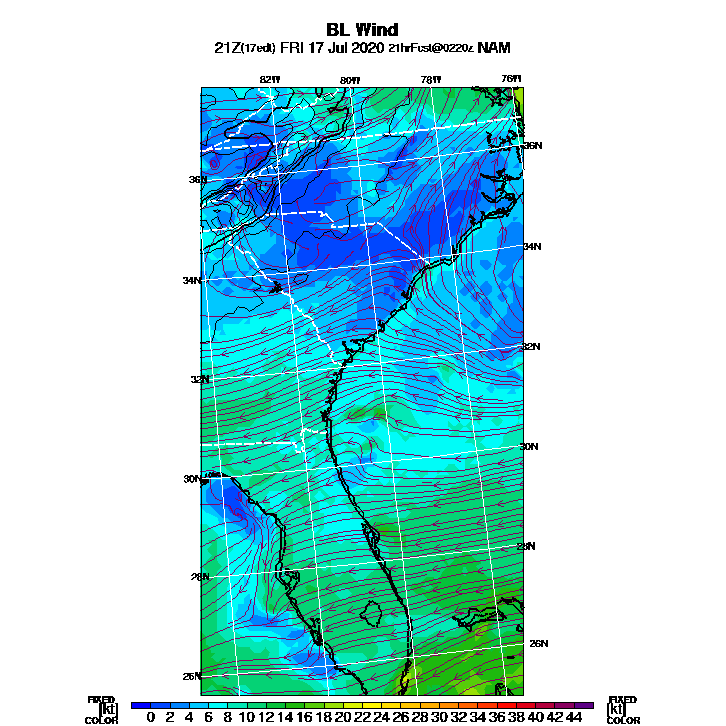 BL Wind
21Z(17edt) FRI 17 Jul 2020 21hrFcst@0220z NAM
82W 80W 78W 76W
36N
36N
34N
34N
32N
32N
30N
30N
28N
28N
26N
26N
FIXED FIXED
[kt] 0 2 4 6 8 10 12 14 16 18 20 22 24 26 28 30 32 34 36 38 40 42 44 [kt]
COLOR COLOR